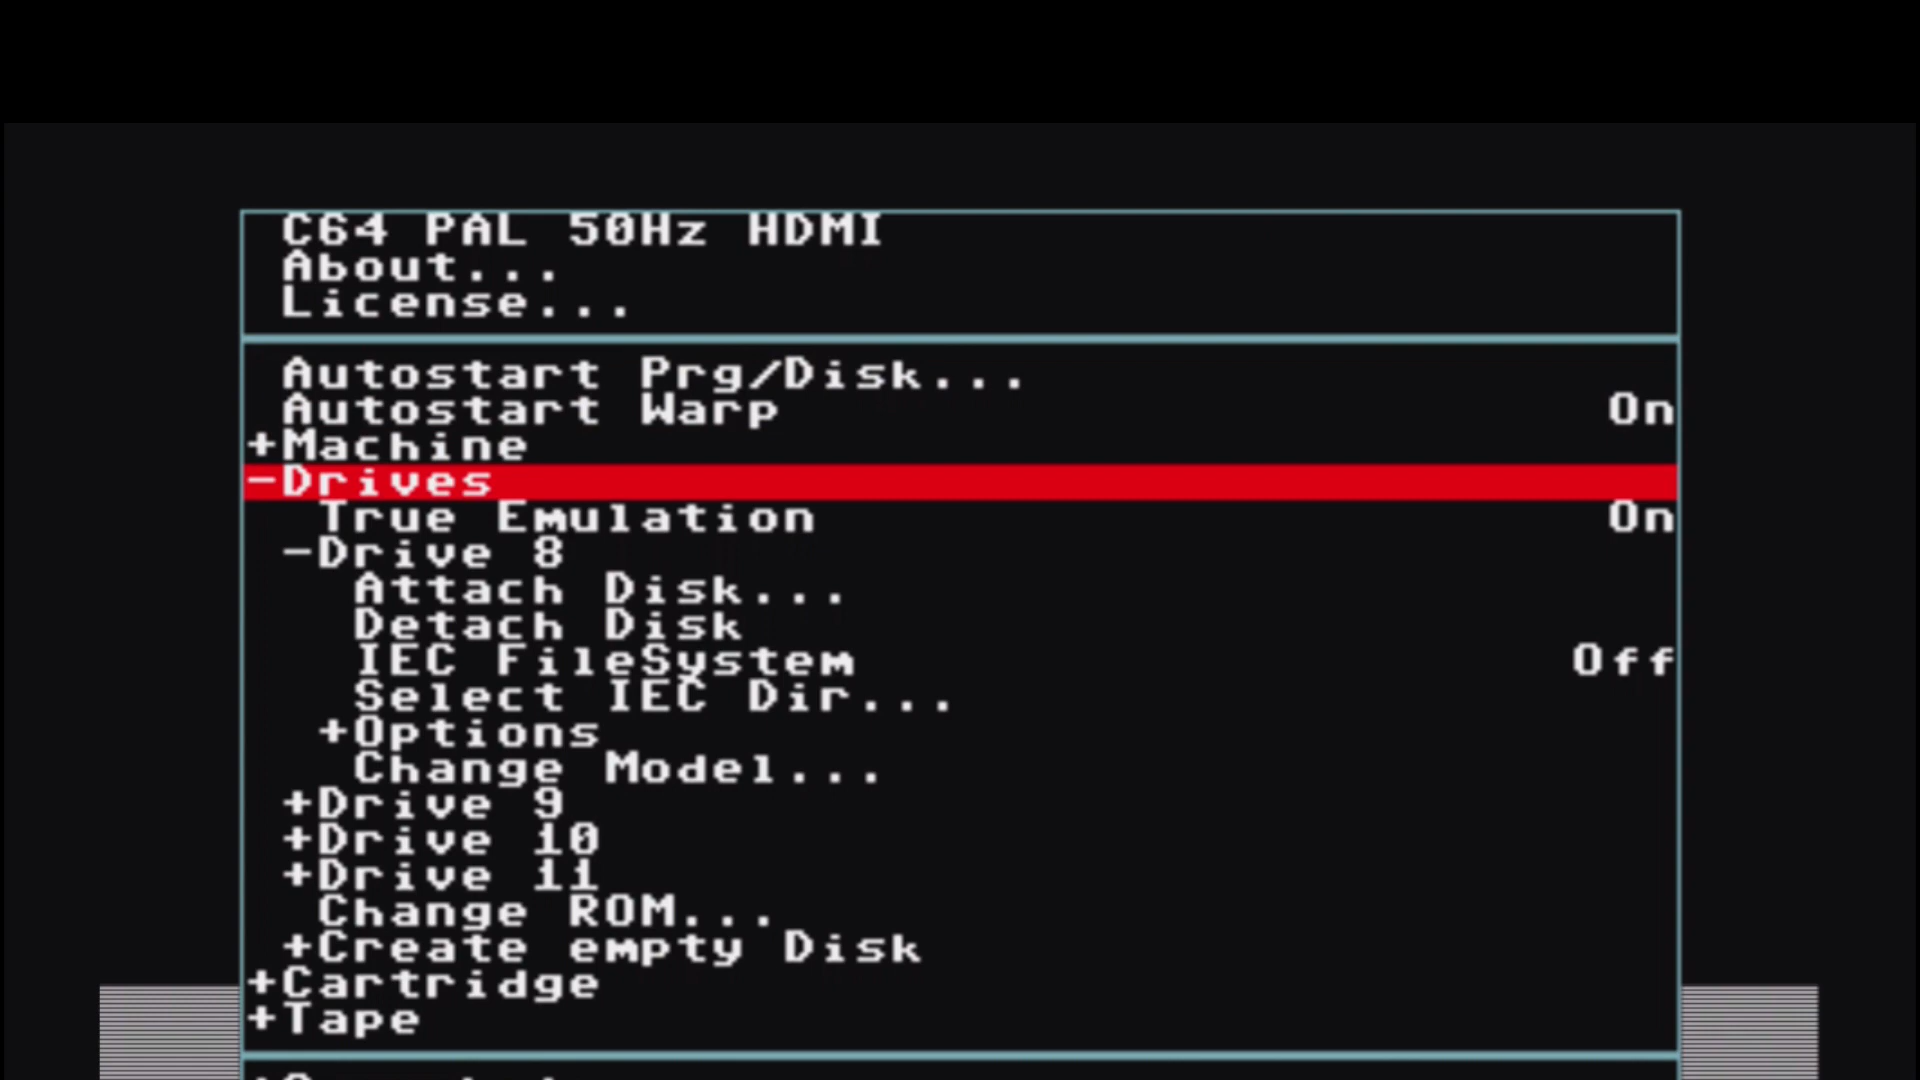 C64 PAL 50Hz HDMI
About...
License...
Autostart Prg/Disk...
Autostart Warp On
+Machine
-Drives
True Emulation On
-Drive 8
Attach Disk...
Detach Disk
IEC FileSystem Off
Select IEC Dir...
+Options
Change Model...
+Drive 9
+Drive 10
+Drive 11
Change ROM...
+Create empty Disk
+Cartridge
+Tape